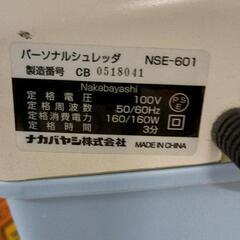 パーソナルシュレッダ NSE-601
製造番号 CB 0518041
Nakabayashi
定格電圧 100V
定格周波数 50/60Hz
定格消費電力 160/160W
定格時間 3分
ナカバヤシ株式会社 MADE IN CHINA
PSE